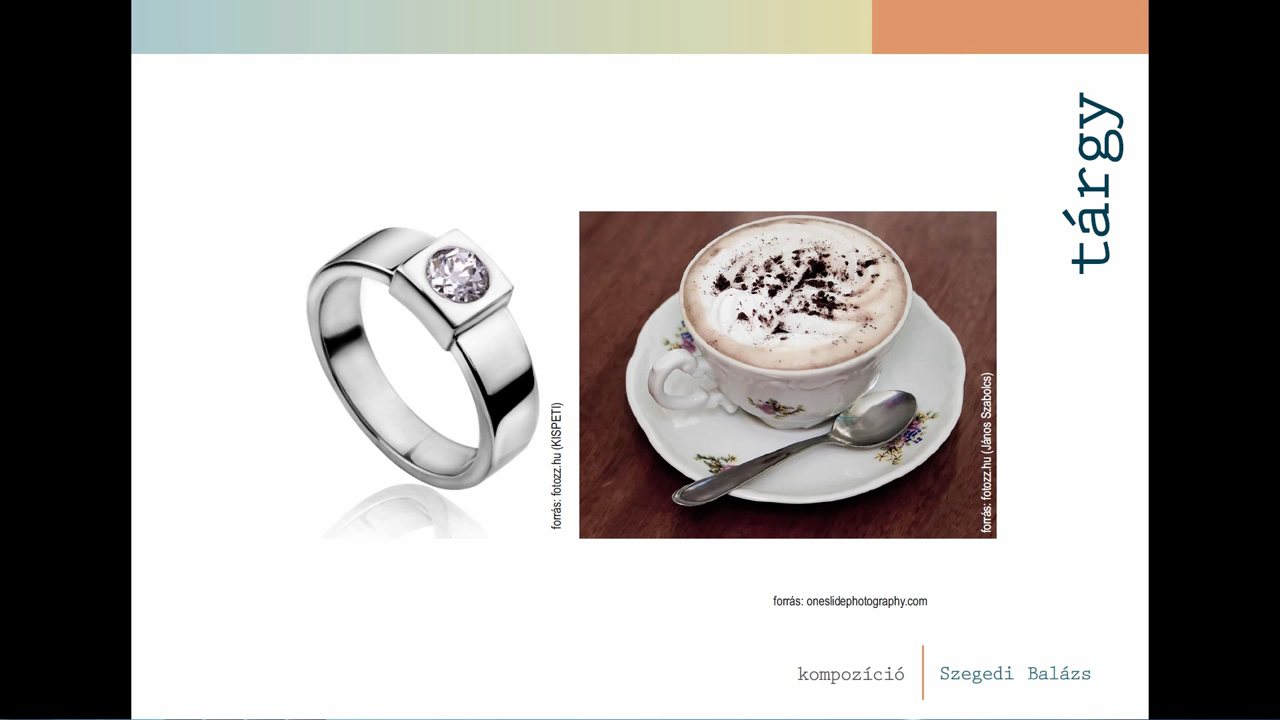 tárgy
forrás: fotozz.hu (KISPETI)
forrás: fotozz.hu (János Szabolcs)
forrás: oneslidephotography.com
kompozíció
Szegedi Balázs